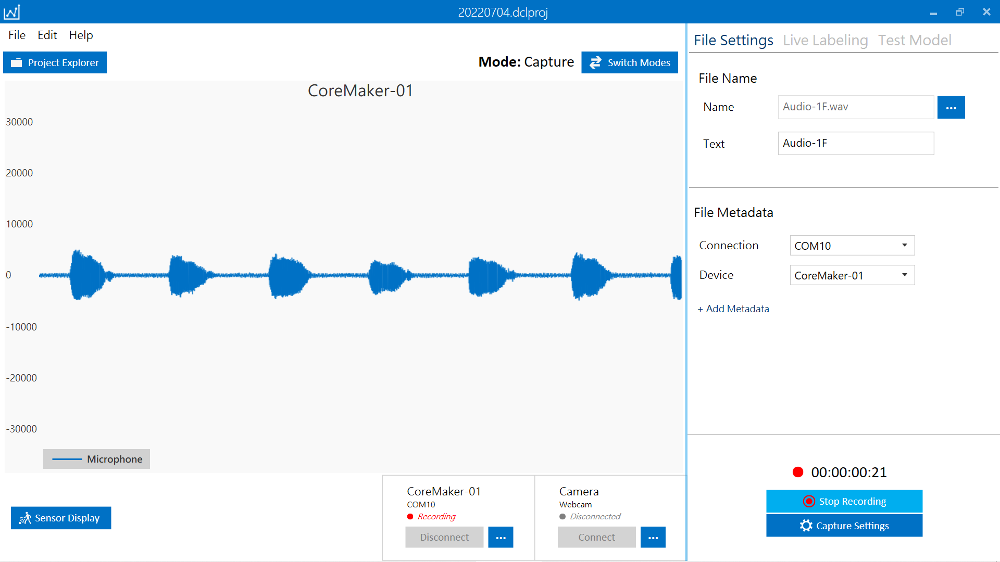 20220704.dclproj
File Edit Help
Project Explorer
Mode: Capture
Switch Modes
CoreMaker-01
30000
20000
10000
0
-10000
-20000
-30000
Microphone
Sensor Display
CoreMaker-01
COM10
Recording
Disconnect
...
Camera
Webcam
Disconnected
Connect
...
File Settings Live Labeling Test Model
File Name
Name Audio-1F.wav ...
Text Audio-1F
File Metadata
Connection COM10
Device CoreMaker-01
+ Add Metadata
00:00:00:21
Stop Recording
Capture Settings